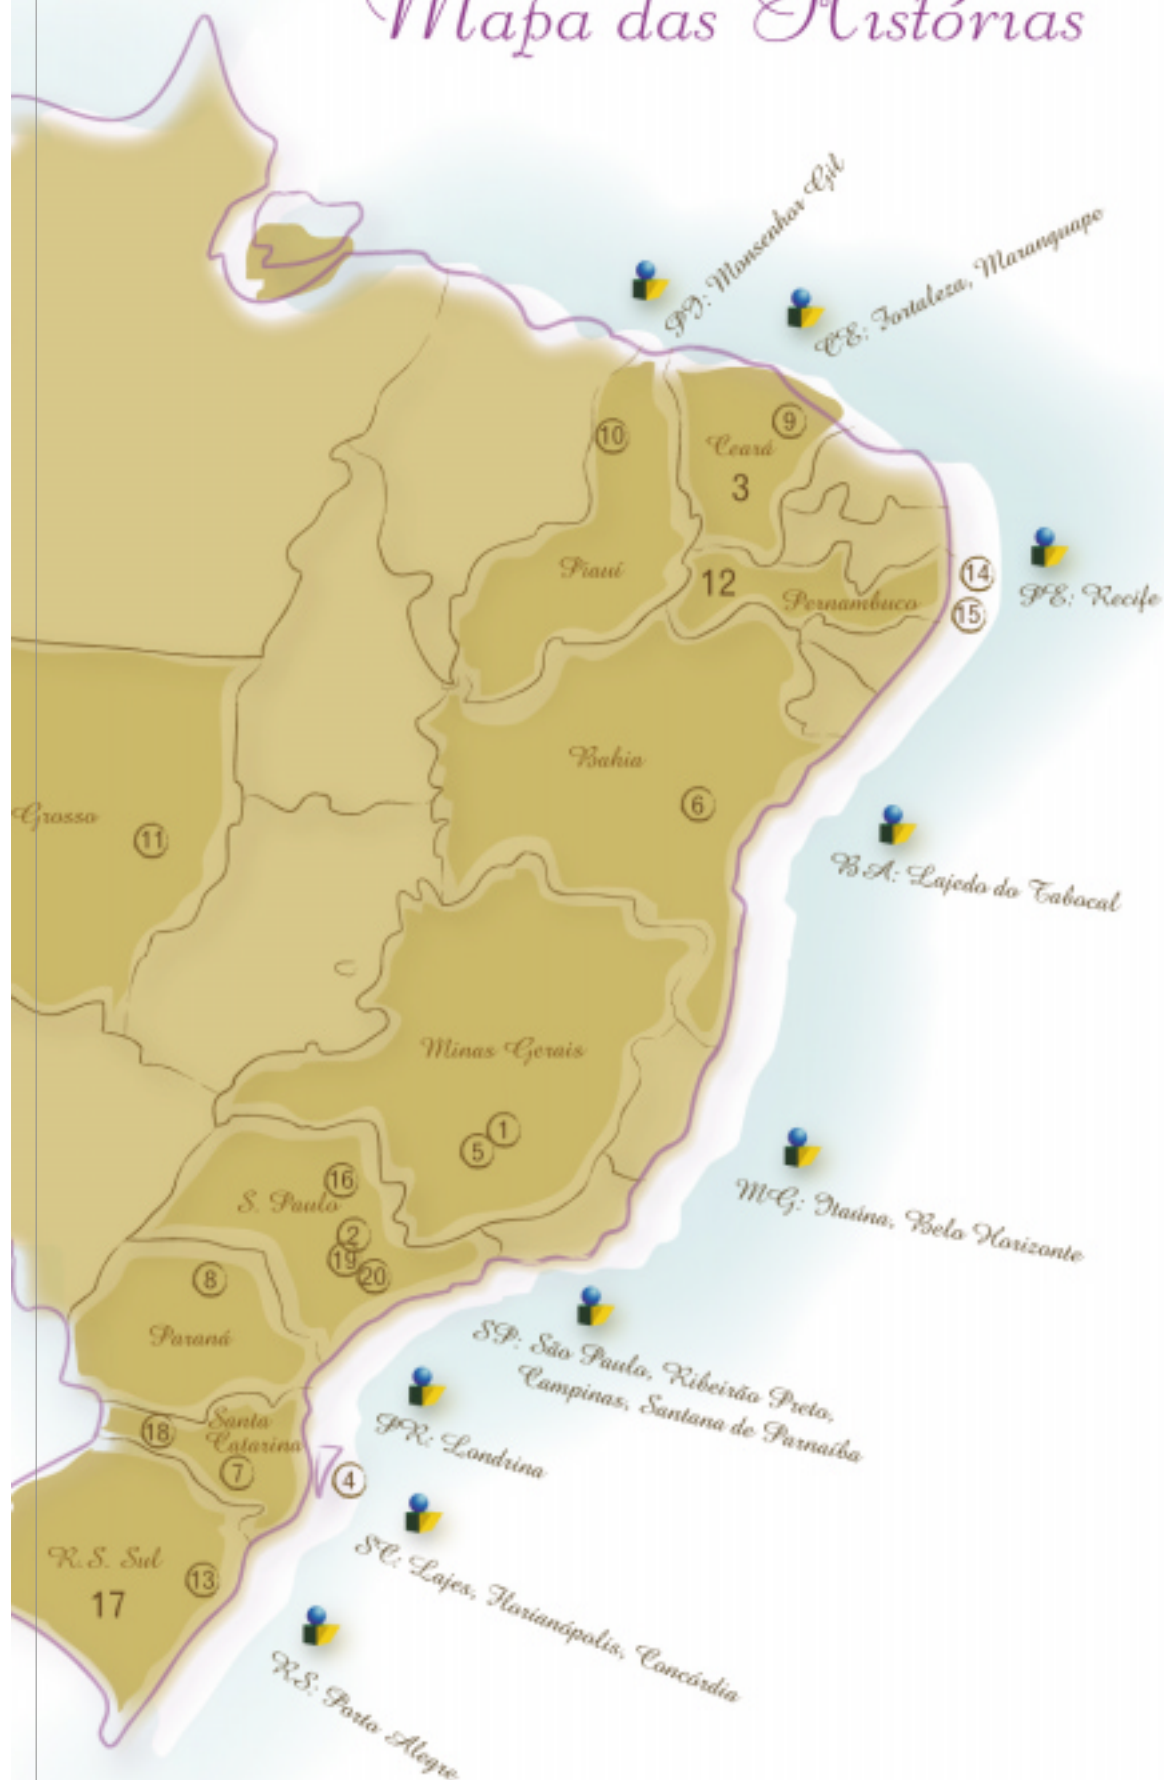 Mapa das Histórias
PI: Monsenhor Gil
CE: Fortaleza, Maranguape
9
10
Ceará
3
14
PE: Recife
Piauí
12
Pernambuco
15
Bahia
6
Grosso
11
BA: Lajedo do Tabocal
Minas Gerais
1
5
16
MG: Itaúna, Belo Horizonte
S. Paulo
2
19
20
8
Paraná
SP: São Paulo, Ribeirão Preto,
Campinas, Santana de Parnaíba
PR: Londrina
18
Santa
Catarina
7
4
SC: Lajes, Florianópolis, Concórdia
R. S. Sul
13
17
RS: Porto Alegre